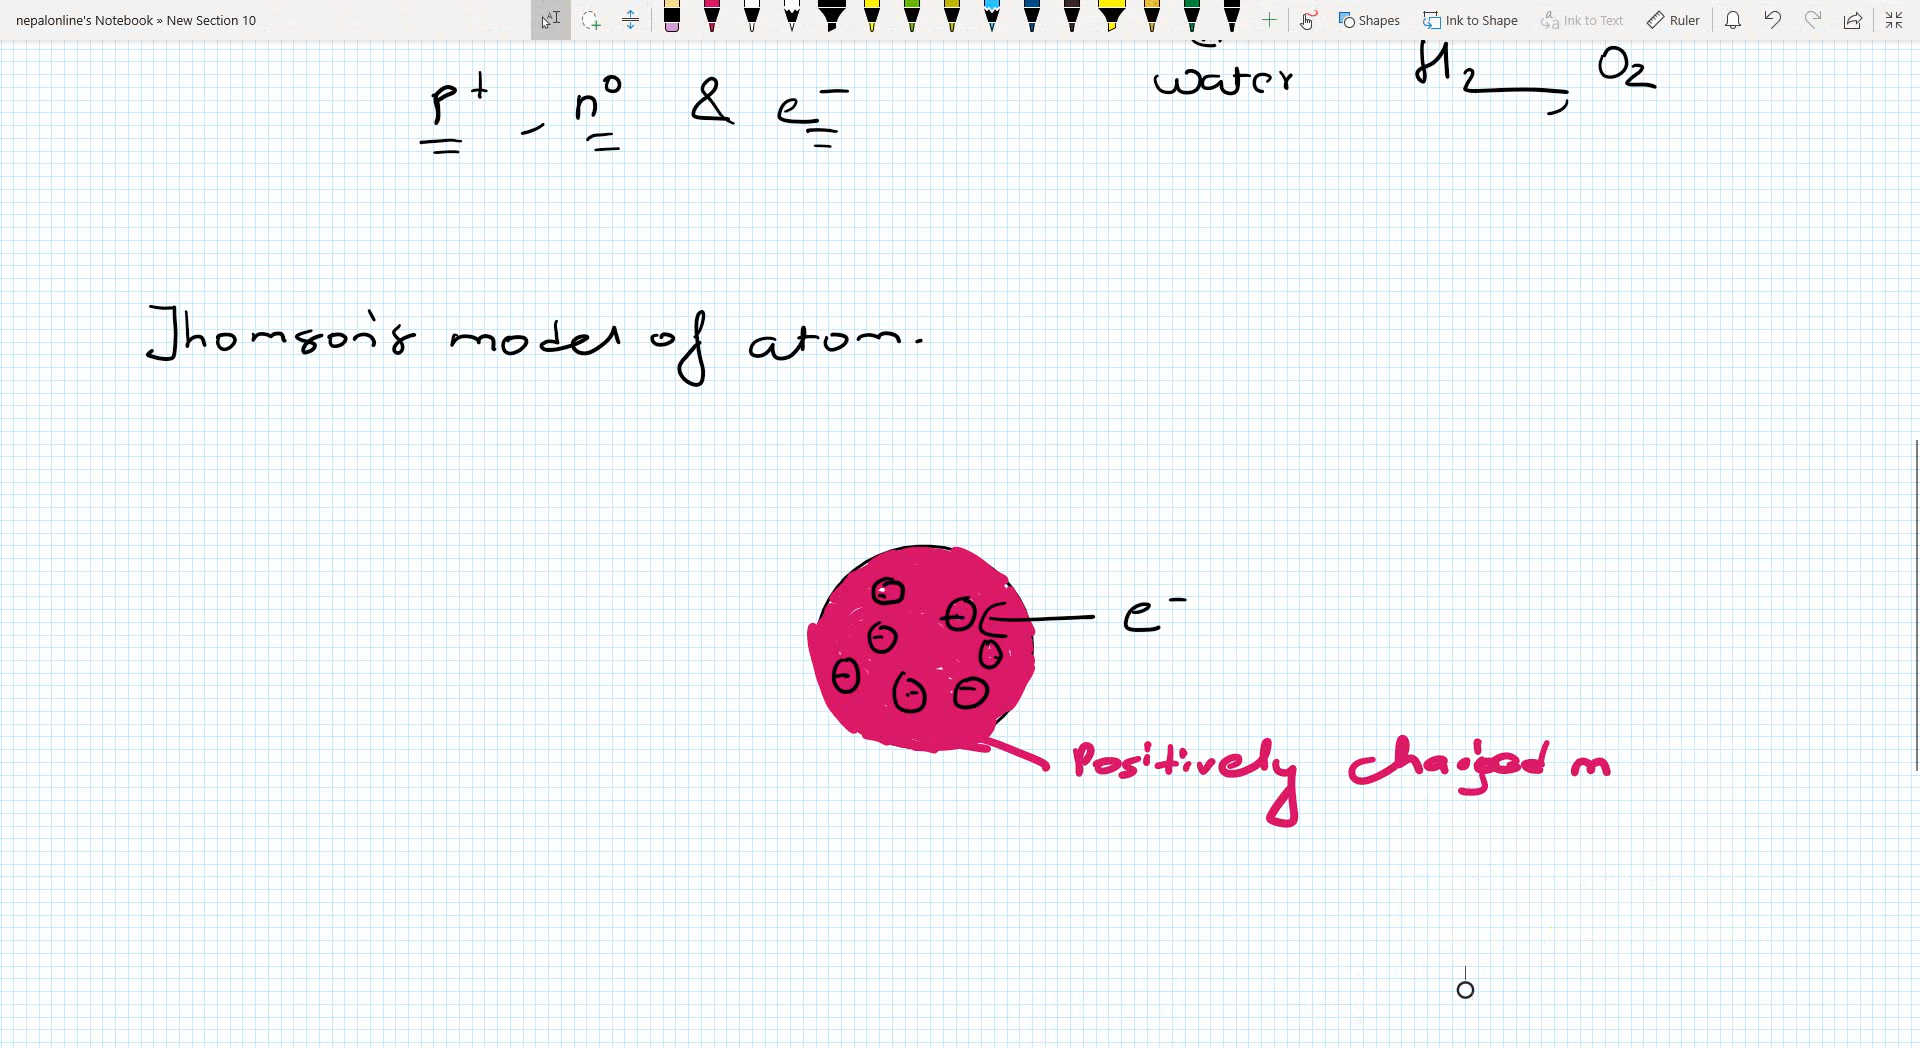 nepalonline's Notebook » New Section 10
Shapes Ink to Shape Ink to Text Ruler
p⁺, n⁰ & e⁻
water H₂, O₂
Thomson's model of atom.
e⁻
Positively charged m